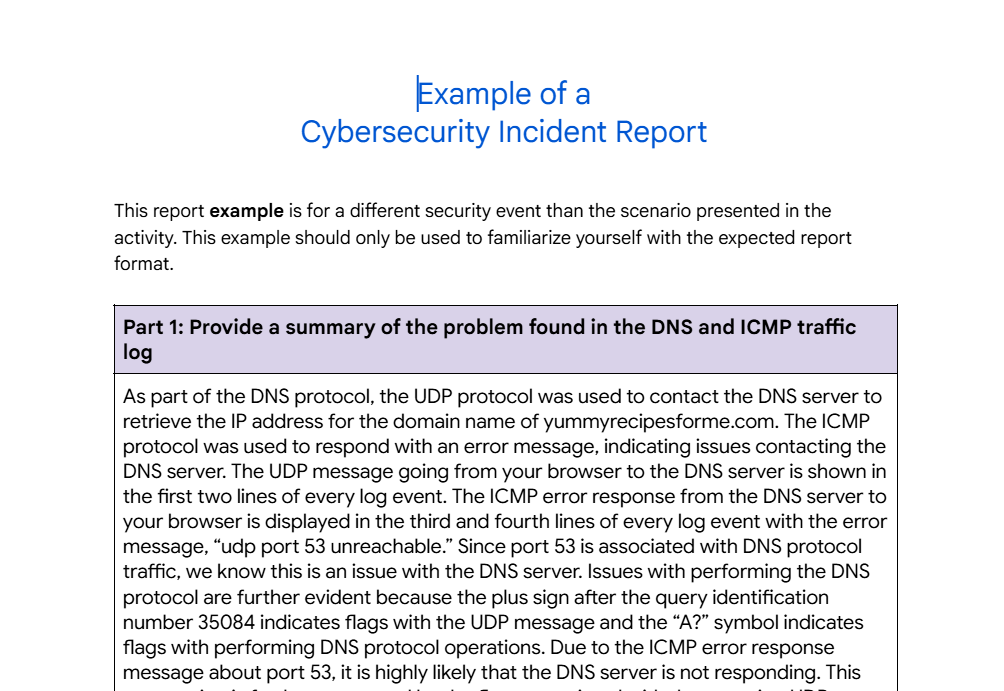 Example of a
Cybersecurity Incident Report
This report example is for a different security event than the scenario presented in the
activity. This example should only be used to familiarize yourself with the expected report
format.
Part 1: Provide a summary of the problem found in the DNS and ICMP traffic
log
As part of the DNS protocol, the UDP protocol was used to contact the DNS server to
retrieve the IP address for the domain name of yummyrecipesforme.com. The ICMP
protocol was used to respond with an error message, indicating issues contacting the
DNS server. The UDP message going from your browser to the DNS server is shown in
the first two lines of every log event. The ICMP error response from the DNS server to
your browser is displayed in the third and fourth lines of every log event with the error
message, “udp port 53 unreachable.” Since port 53 is associated with DNS protocol
traffic, we know this is an issue with the DNS server. Issues with performing the DNS
protocol are further evident because the plus sign after the query identification
number 35084 indicates flags with the UDP message and the “A?” symbol indicates
flags with performing DNS protocol operations. Due to the ICMP error response
message about port 53, it is highly likely that the DNS server is not responding. This